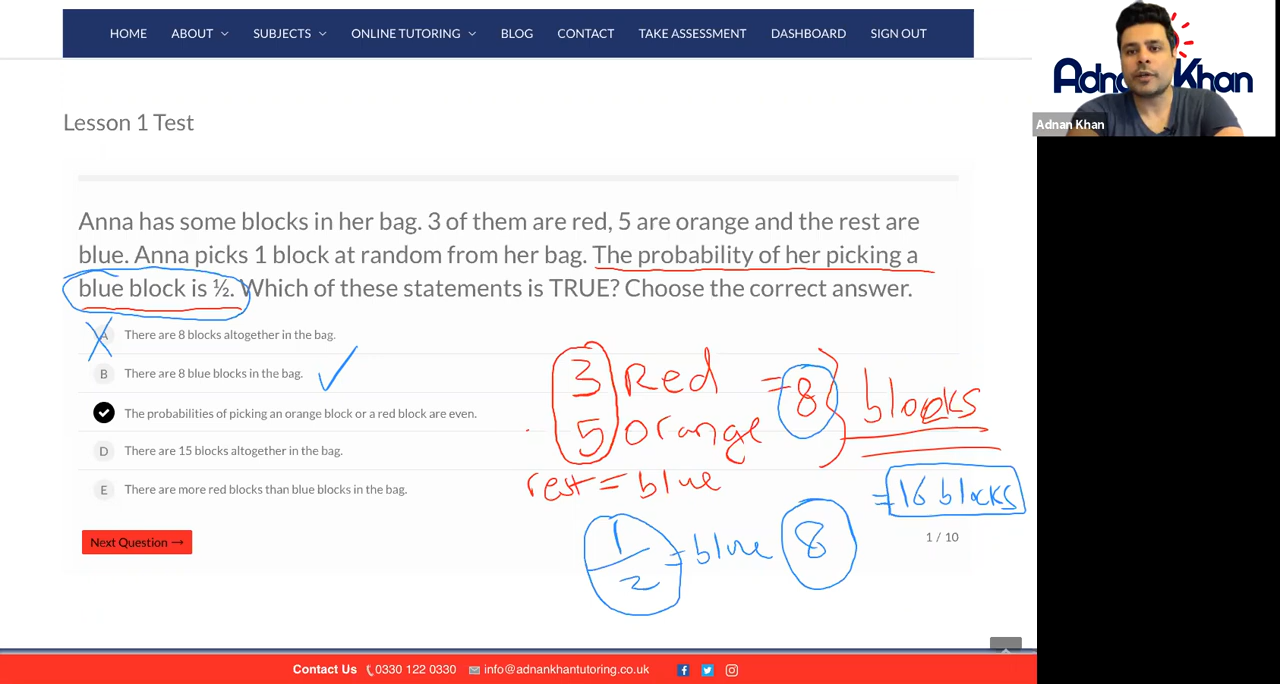 HOME ABOUT SUBJECTS ONLINE TUTORING BLOG CONTACT TAKE ASSESSMENT DASHBOARD SIGN OUT
Adnan Khan
Adnan Khan
Lesson 1 Test
Anna has some blocks in her bag. 3 of them are red, 5 are orange and the rest are
blue. Anna picks 1 block at random from her bag. The probability of her picking a
blue block is ½. Which of these statements is TRUE? Choose the correct answer.
A There are 8 blocks altogether in the bag.
B There are 8 blue blocks in the bag.
The probabilities of picking an orange block or a red block are even.
D There are 15 blocks altogether in the bag.
E There are more red blocks than blue blocks in the bag.
3 Red = 8 blocks
5 orange
rest = blue
= 16 blocks
1/2 = blue 8
Next Question →
1 / 10
Contact Us 0330 122 0330 info@adnankhantutoring.co.uk